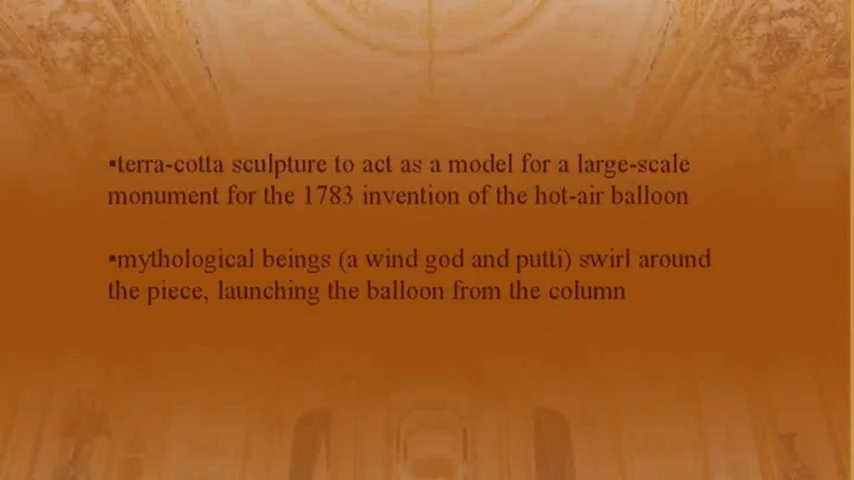 ▪terra-cotta sculpture to act as a model for a large-scale
monument for the 1783 invention of the hot-air balloon
▪mythological beings (a wind god and putti) swirl around
the piece, launching the balloon from the column